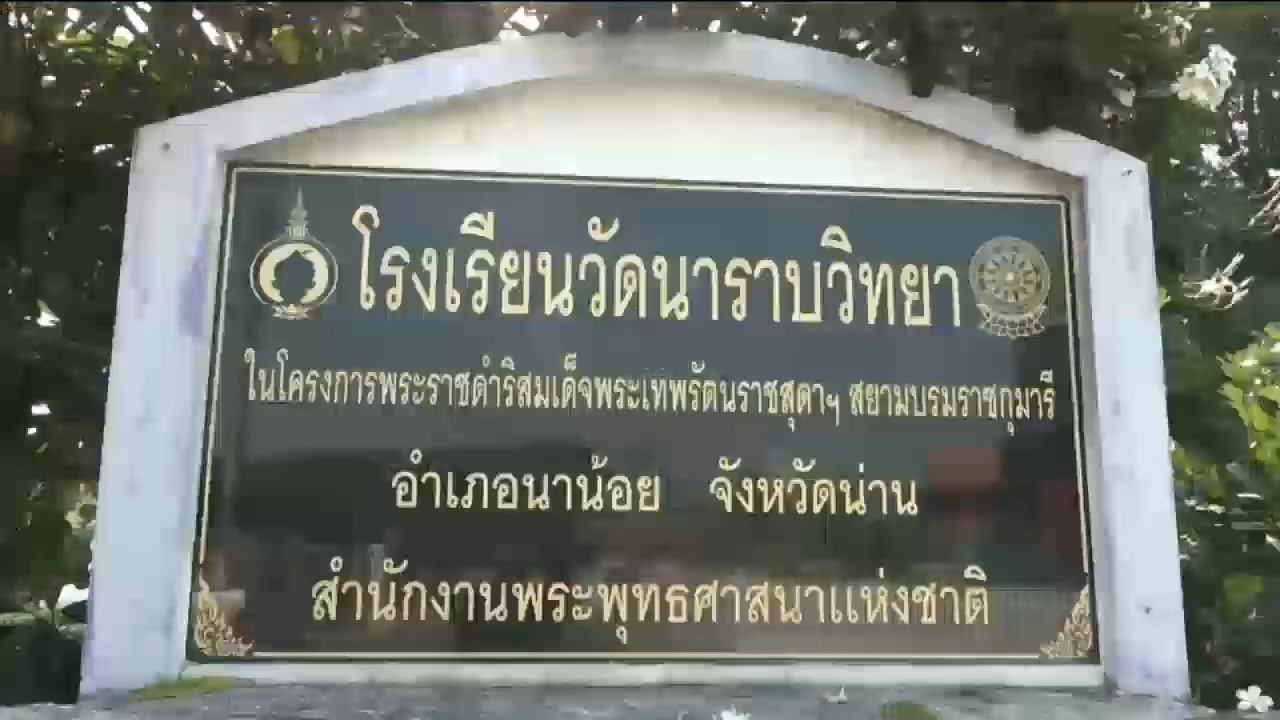 โรงเรียนวัดนาราบวิทยา
ในโครงการพระราชดำริสมเด็จพระเทพรัตนราชสุดาฯ สยามบรมราชกุมารี
อำเภอนาน้อย จังหวัดน่าน
สำนักงานพระพุทธศาสนาแห่งชาติ